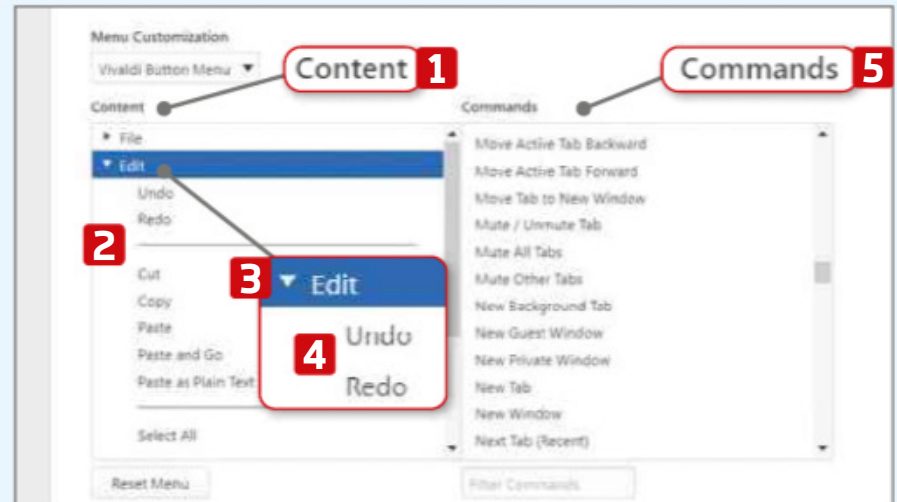 Menu Customization
Vivaldi Button Menu
Content 1
Commands 5
Content
Commands
File
Edit
Undo
Redo
2
Cut
Copy
Paste
Paste and Go
Paste as Plain Text
Select All
Reset Menu
3 Edit
4 Undo
Redo
Move Active Tab Backward
Move Active Tab Forward
Move Tab to New Window
Mute / Unmute Tab
Mute All Tabs
Mute Other Tabs
New Background Tab
New Guest Window
New Private Window
New Tab
New Window
Next Tab (Recent)
Filter Commands